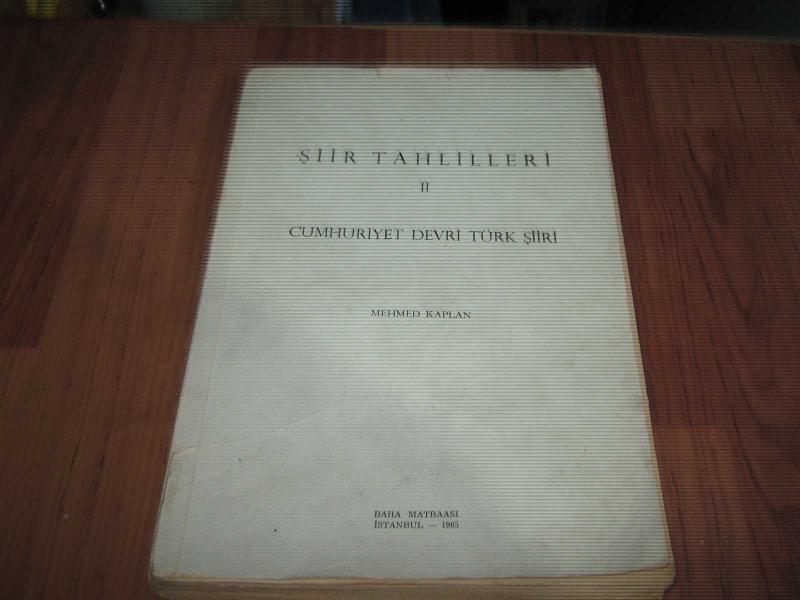 ŞİİR TAHLİLLERİ
II
CUMHURİYET DEVRİ TÜRK ŞİİRİ
MEHMED KAPLAN
BAHA MATBAASI
İSTANBUL — 1965